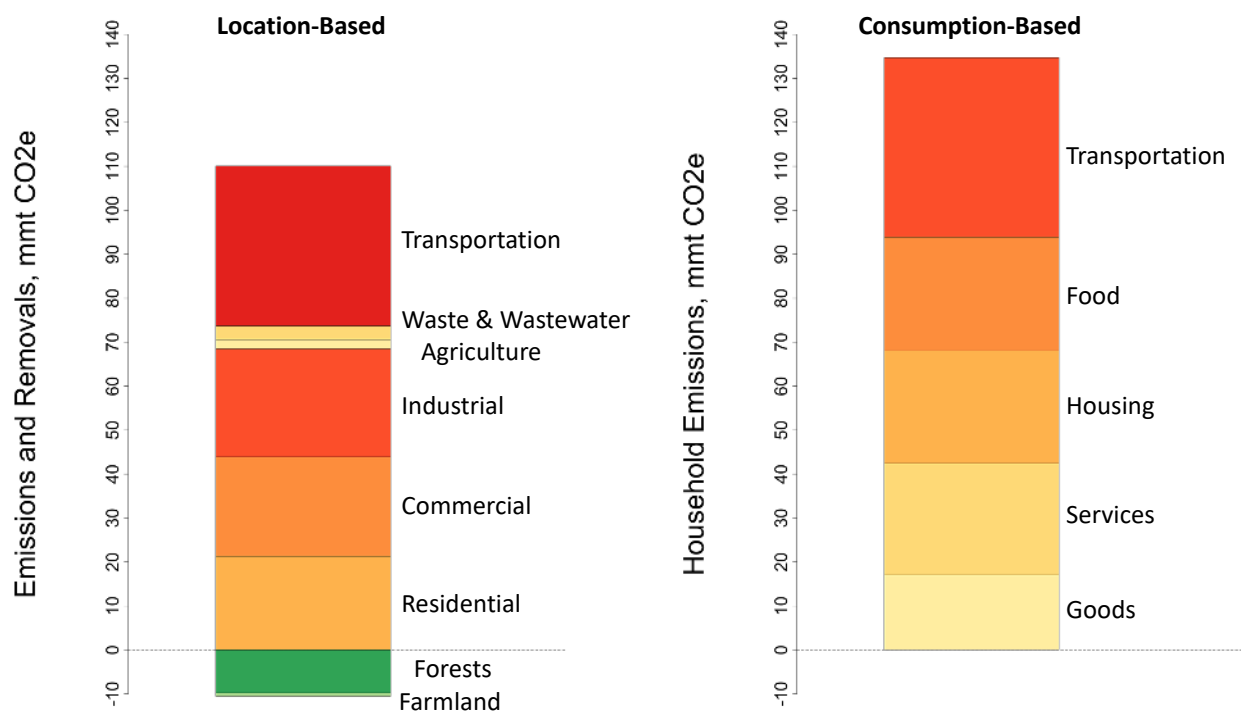 Location-Based
Emissions and Removals, mmt CO2e
140
130
120
110
100
90
80
70
60
50
40
30
20
10
0
-10
Transportation
Waste & Wastewater
Agriculture
Industrial
Commercial
Residential
Forests
Farmland
Consumption-Based
Household Emissions, mmt CO2e
140
130
120
110
100
90
80
70
60
50
40
30
20
10
0
-10
Transportation
Food
Housing
Services
Goods